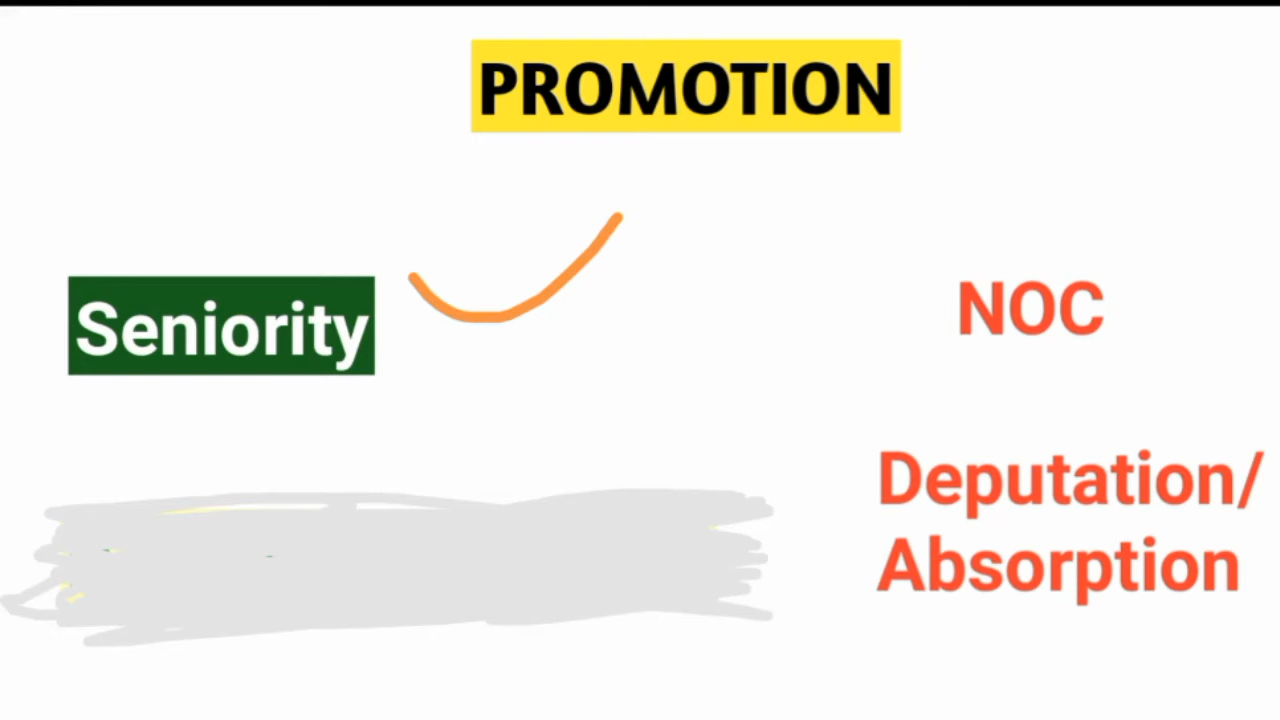 PROMOTION
Seniority
NOC
Deputation/
Absorption